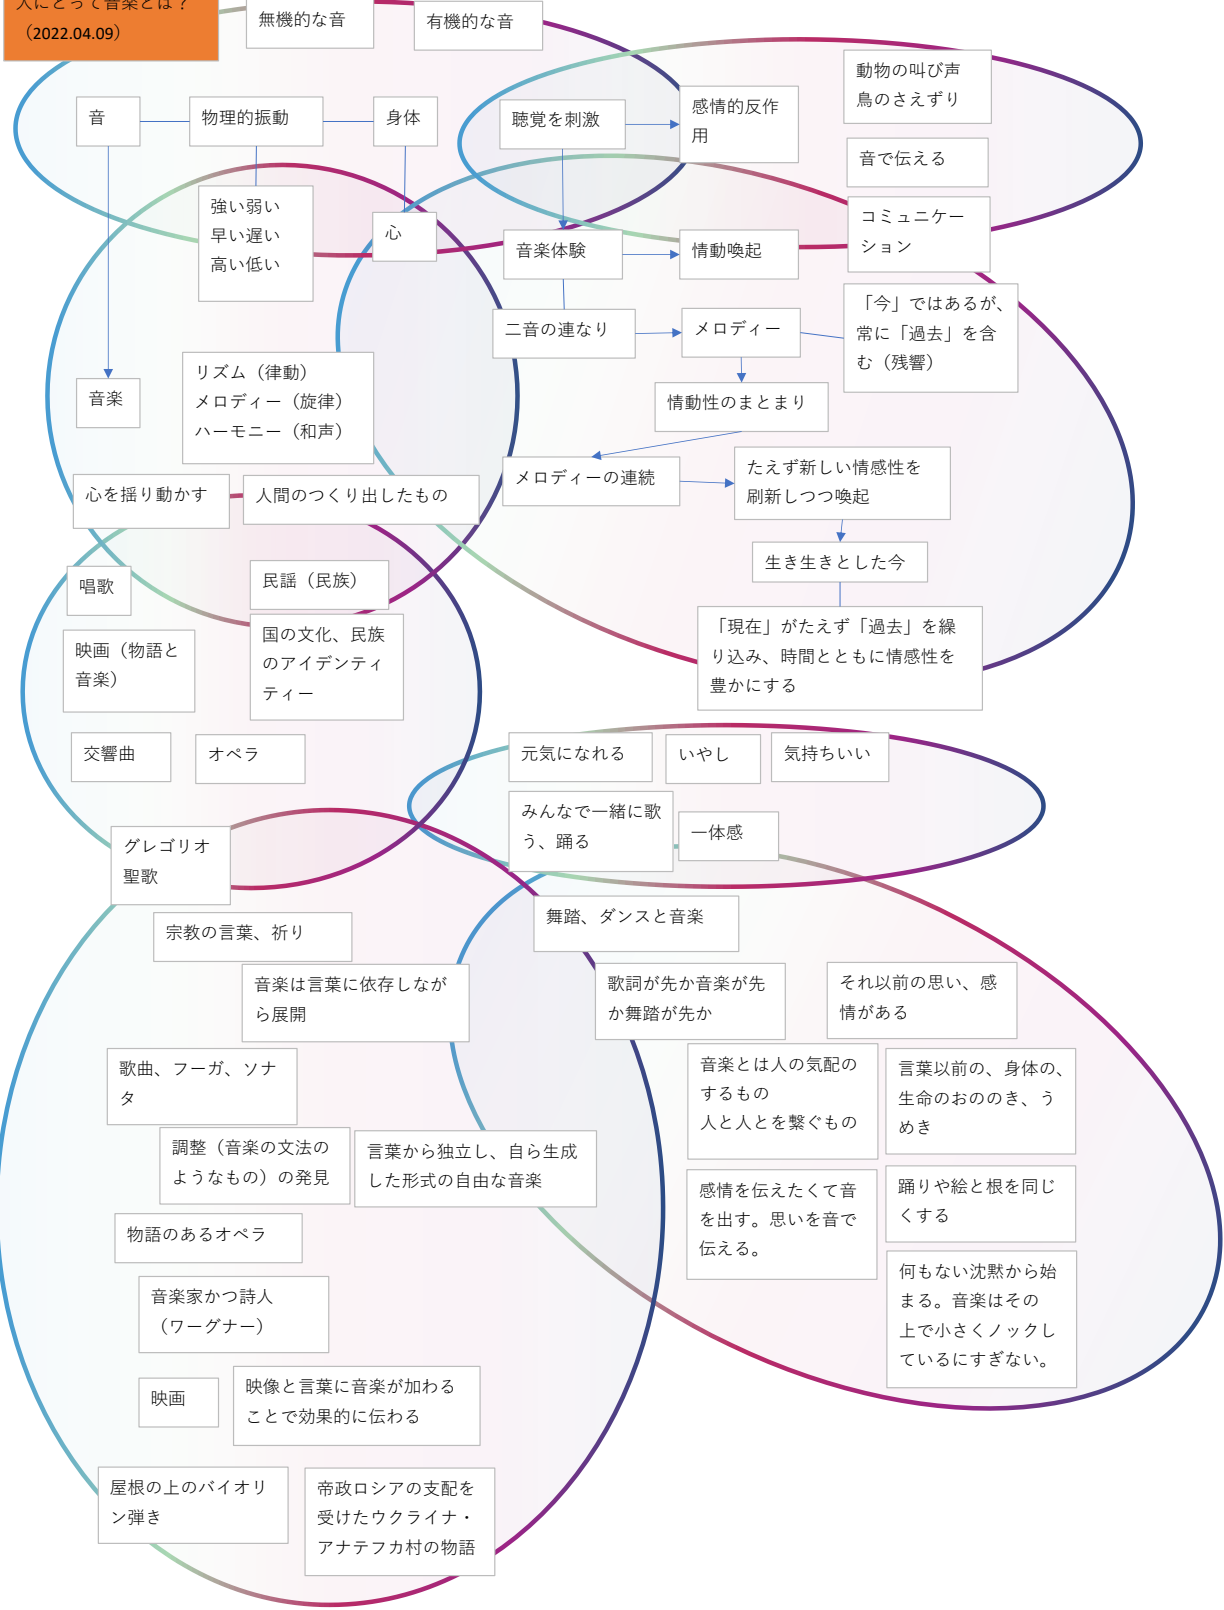 人にとって音楽とは？
（2022.04.09）
無機的な音
有機的な音
動物の叫び声
鳥のさえずり
音
物理的振動
身体
聴覚を刺激
感情的反作
用
音で伝える
強い弱い
早い遅い
高い低い
心
音楽体験
情動喚起
コミュニケー
ション
二音の連なり
メロディー
「今」ではあるが、
常に「過去」を含
む（残響）
音楽
リズム（律動）
メロディー（旋律）
ハーモニー（和声）
情動性のまとまり
メロディーの連続
たえず新しい情感性を
刷新しつつ喚起
心を揺り動かす
人間のつくり出したもの
生き生きとした今
唱歌
民謡（民族）
「現在」がたえず「過去」を繰
り込み、時間とともに情感性を
豊かにする
映画（物語と
音楽）
国の文化、民族
のアイデンティ
ティー
交響曲
オペラ
元気になれる
いやし
気持ちいい
みんなで一緒に歌
う、踊る
一体感
グレゴリオ
聖歌
宗教の言葉、祈り
舞踏、ダンスと音楽
音楽は言葉に依存しなが
ら展開
歌詞が先か音楽が先
か舞踏が先か
それ以前の思い、感
情がある
歌曲、フーガ、ソナ
タ
音楽とは人の気配の
するもの
人と人とを繋ぐもの
言葉以前の、身体の、
生命のおののき、う
めき
調整（音楽の文法の
ようなもの）の発見
言葉から独立し、自ら生成
した形式の自由な音楽
感情を伝えたくて音
を出す。思いを音で
伝える。
踊りや絵と根を同じ
くする
物語のあるオペラ
音楽家かつ詩人
（ワーグナー）
何もない沈黙から始
まる。音楽はその
上で小さくノックし
ているにすぎない。
映画
映像と言葉に音楽が加わる
ことで効果的に伝わる
屋根の上のバイオリ
ン弾き
帝政ロシアの支配を
受けたウクライナ・
アナテフカ村の物語